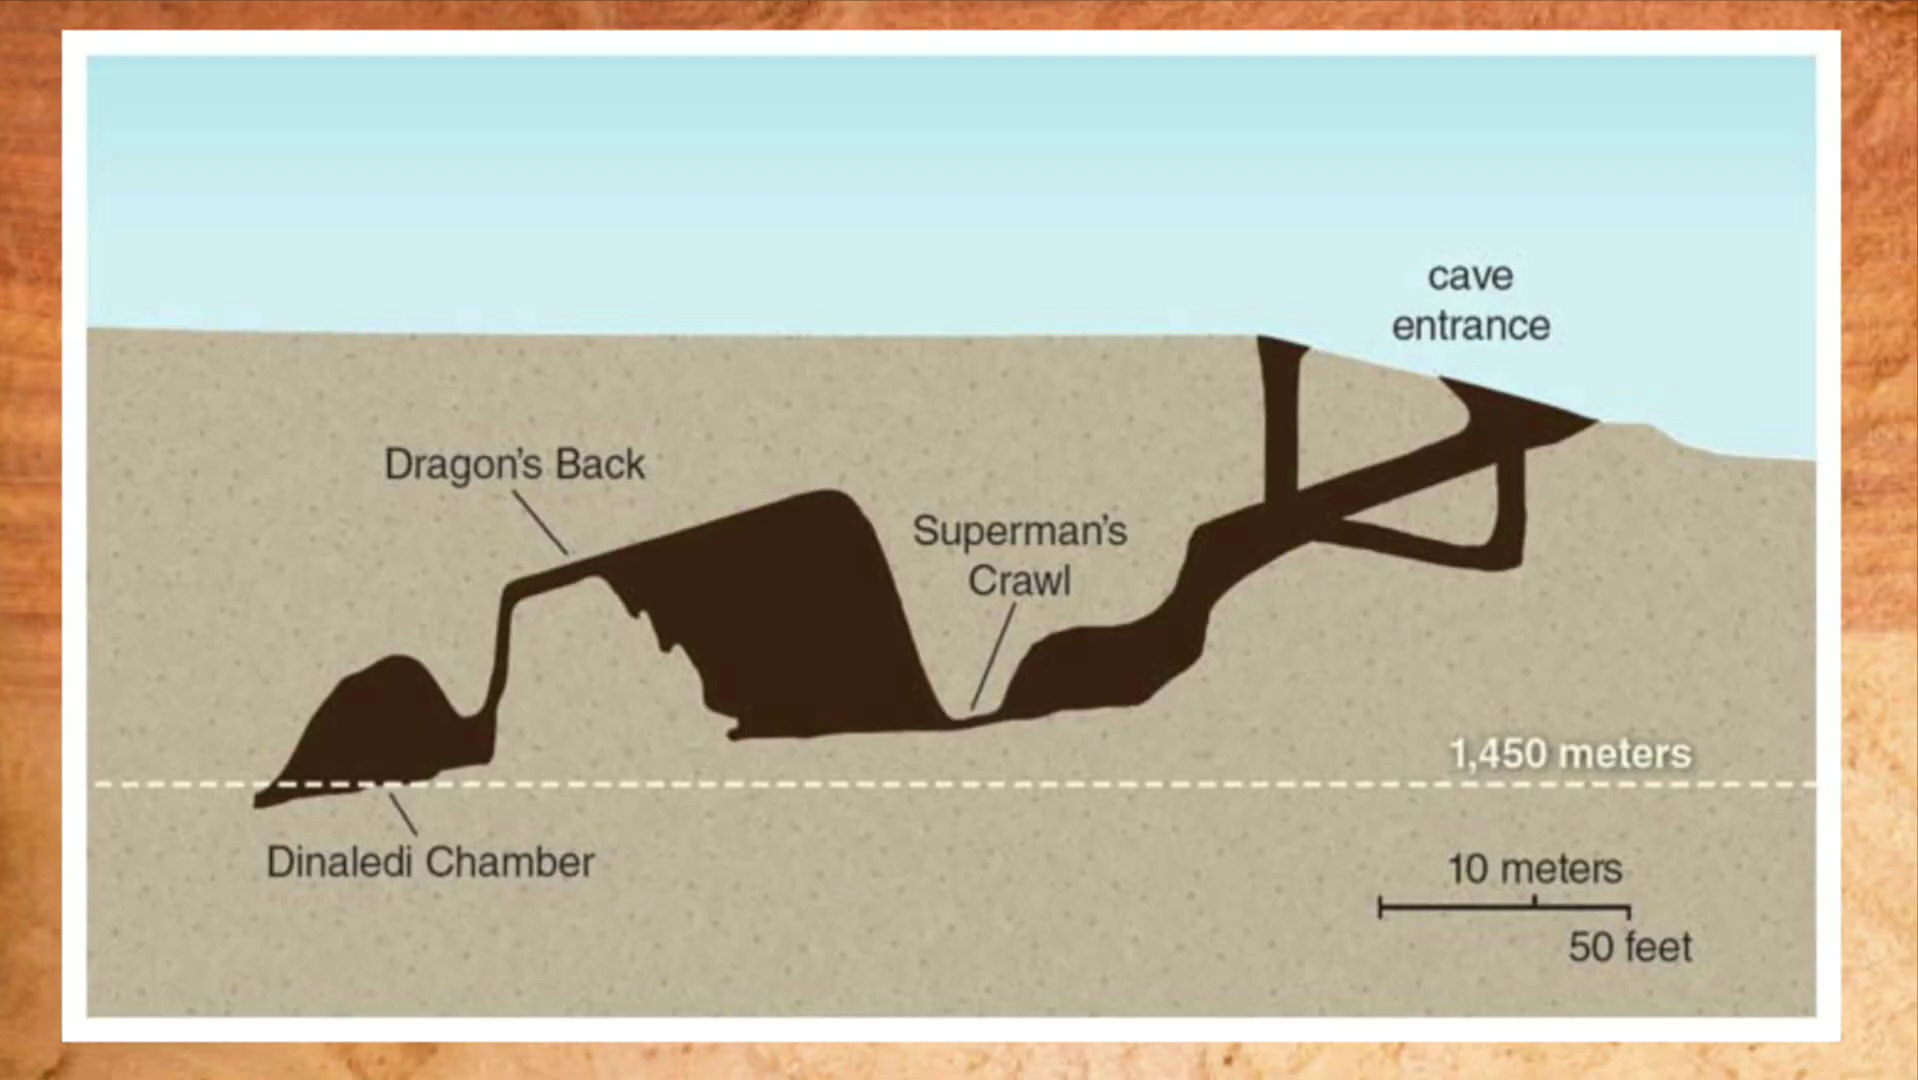 cave
entrance
Dragon's Back
Superman's
Crawl
1,450 meters
Dinaledi Chamber
10 meters
50 feet